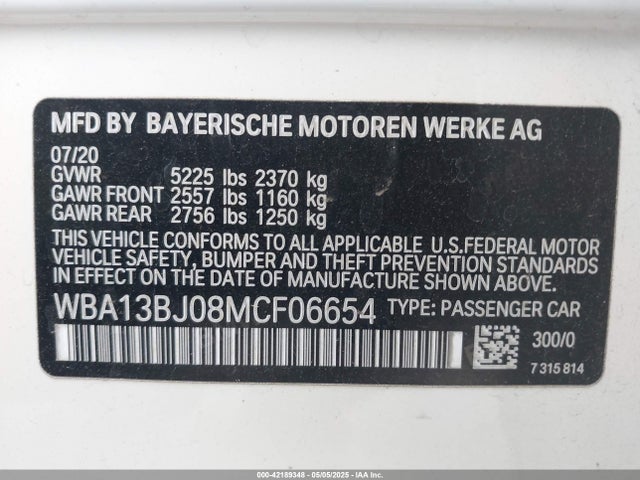 MFD BY BAYERISCHE MOTOREN WERKE AG
07/20
GVWR 5225 lbs 2370 kg
GAWR FRONT 2557 lbs 1160 kg
GAWR REAR 2756 lbs 1250 kg
THIS VEHICLE CONFORMS TO ALL APPLICABLE U.S.FEDERAL MOTOR
VEHICLE SAFETY, BUMPER AND THEFT PREVENTION STANDARDS
IN EFFECT ON THE DATE OF MANUFACTURE SHOWN ABOVE.
WBA13BJ08MCF06654 TYPE: PASSENGER CAR
300/0
7 315 814
000-42189348 - 05/05/2025 - IAAI.com